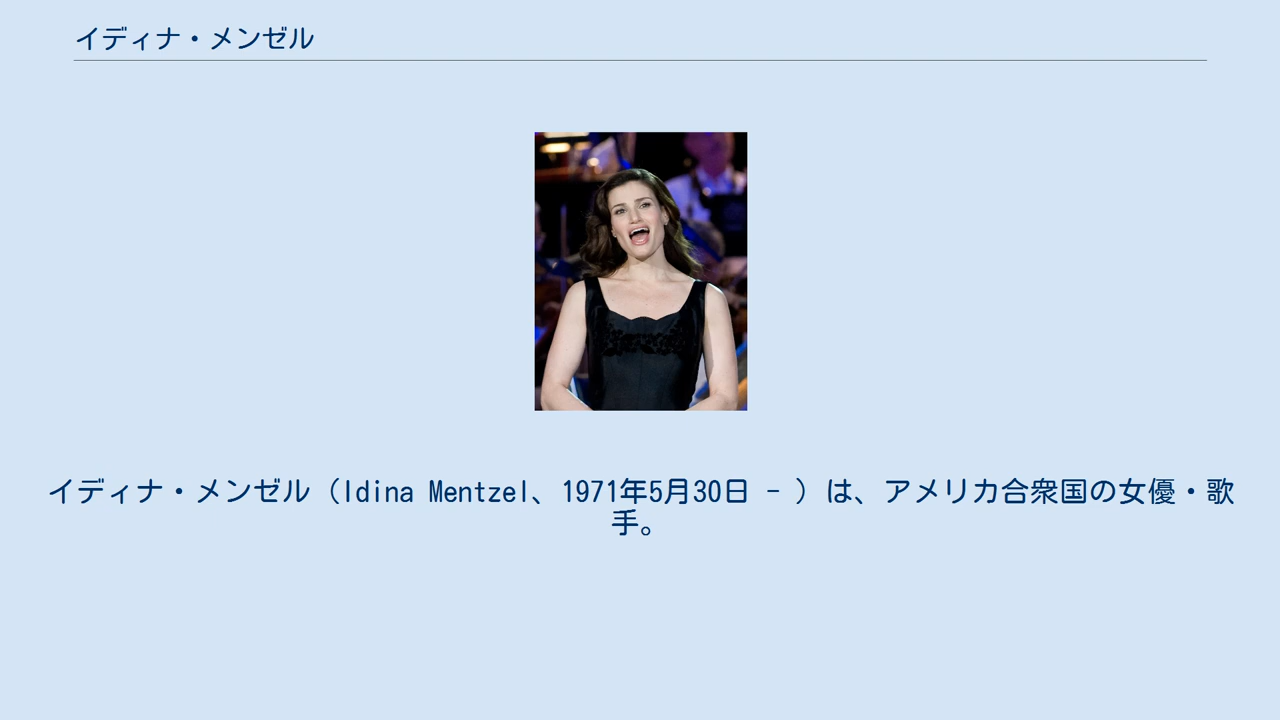 イディナ・メンゼル
イディナ・メンゼル（Idina Mentzel、1971年5月30日 - ）は、アメリカ合衆国の女優・歌
手。